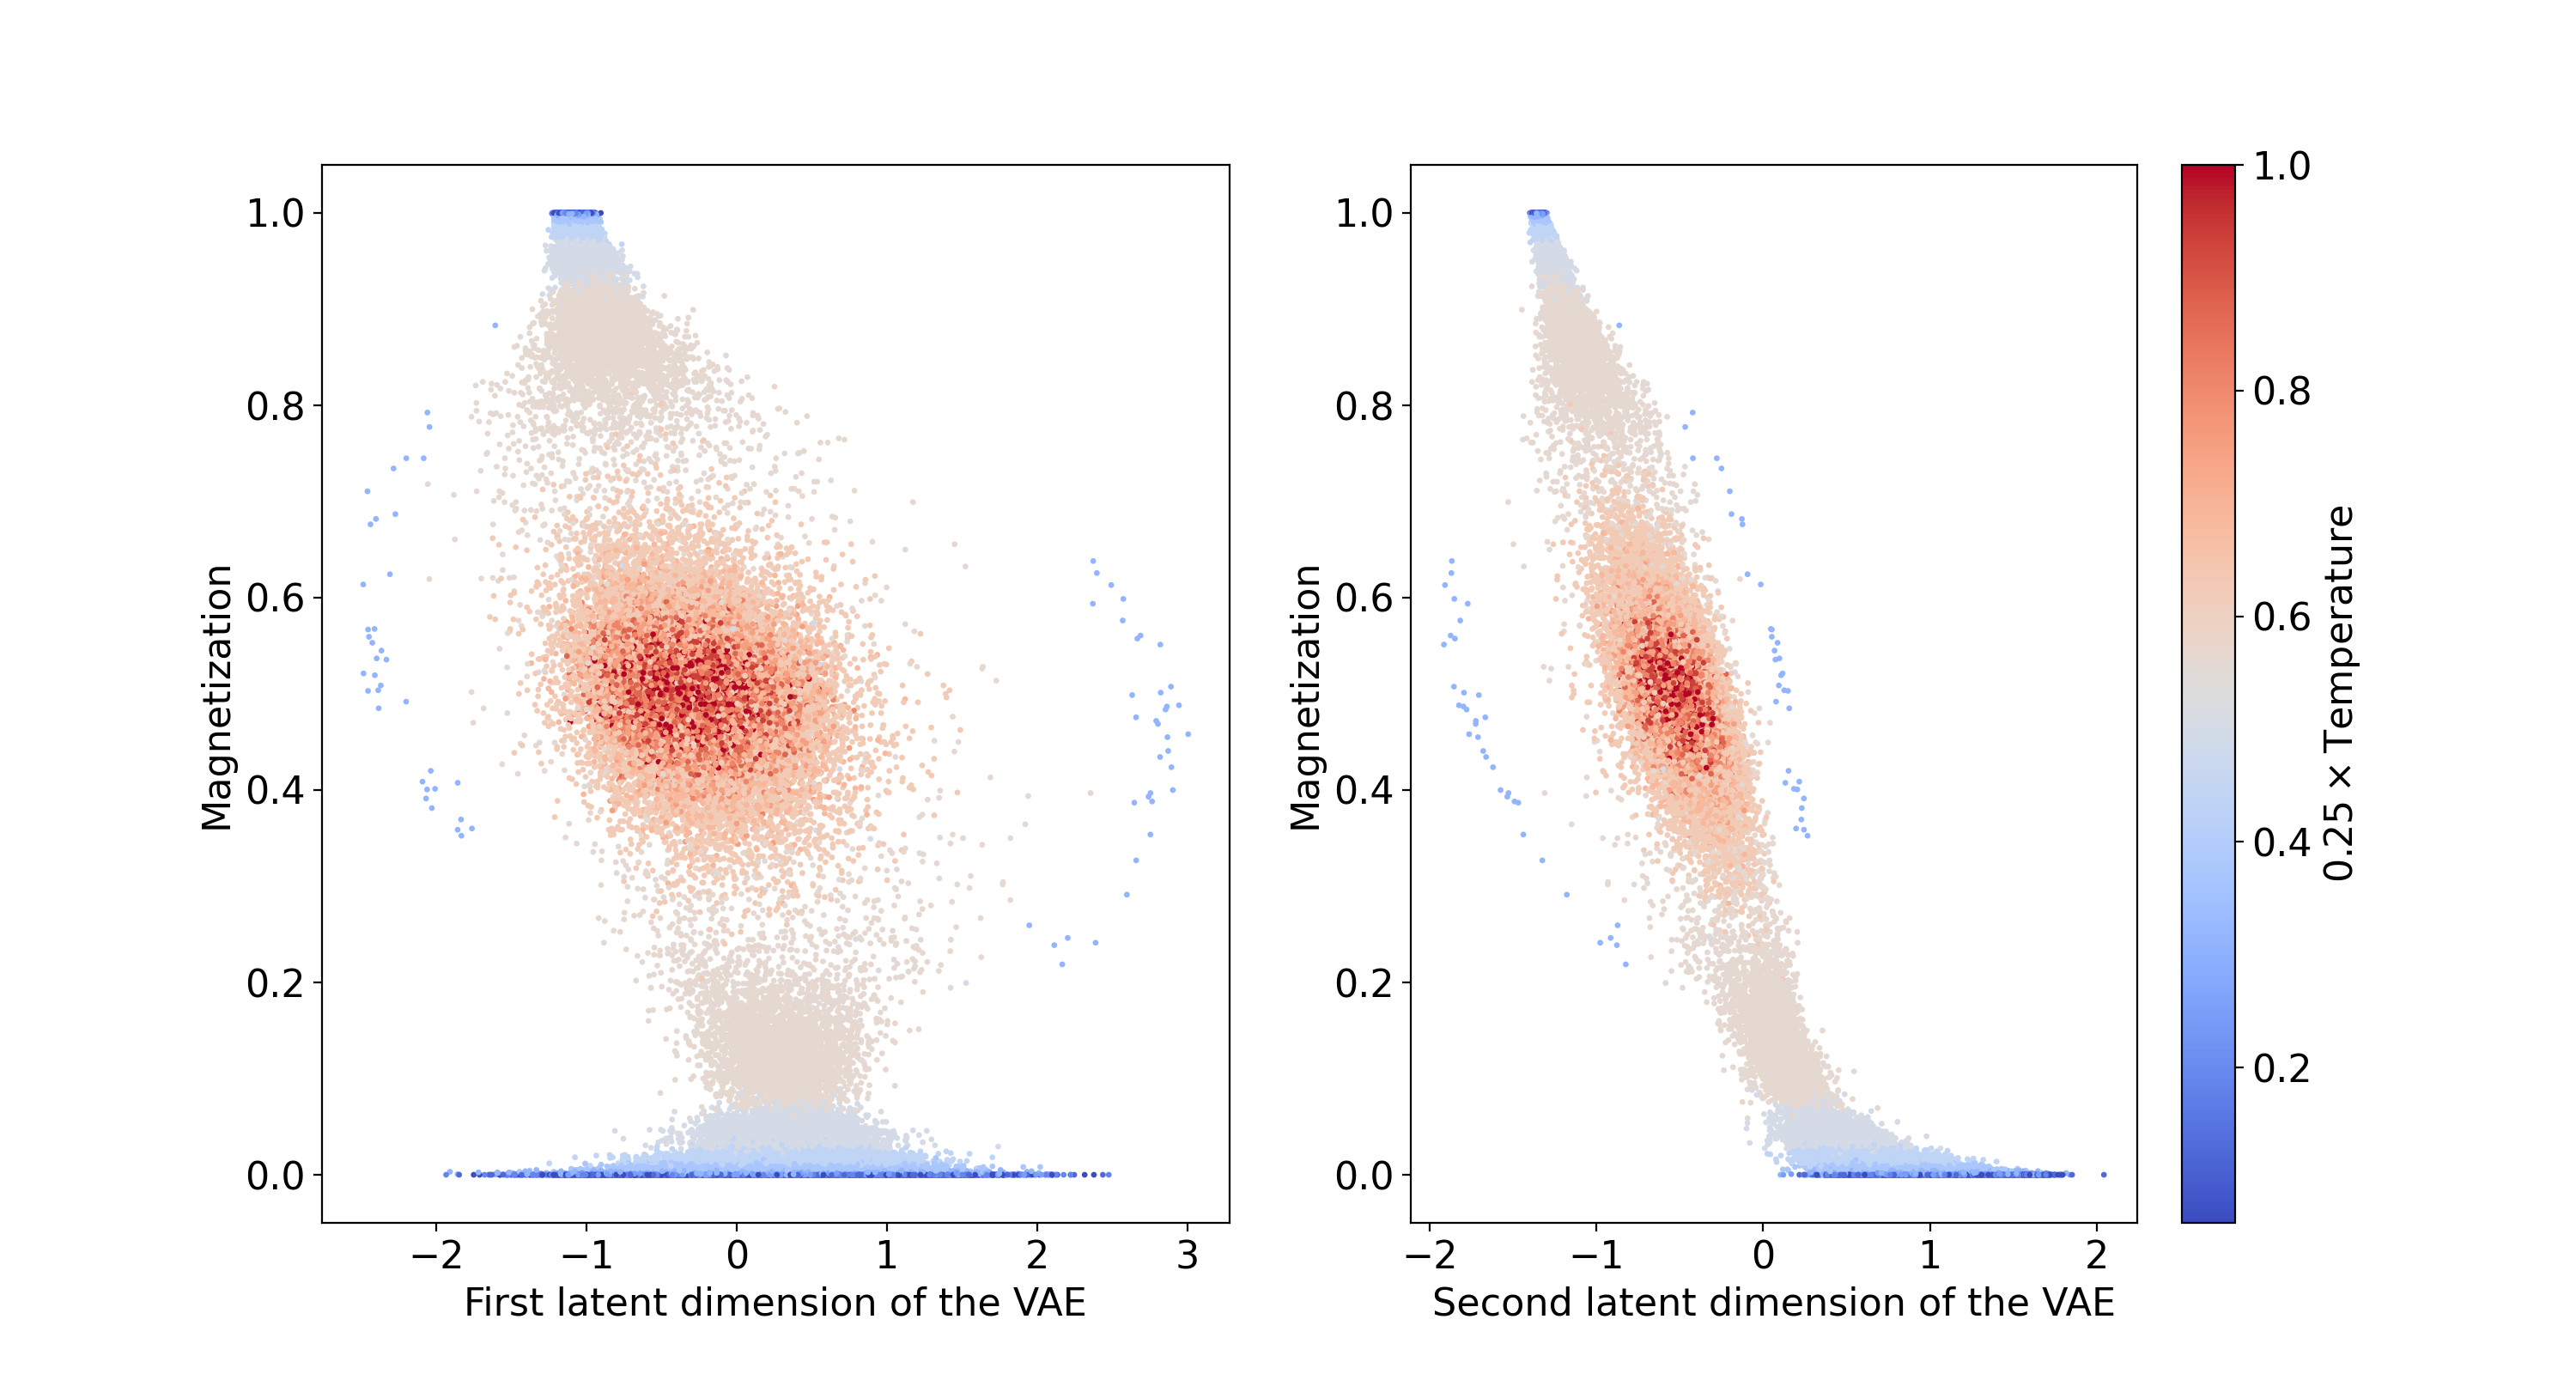 1.0
0.8
0.6
0.4
0.2
0.0
Magnetization
−2 −1 0 1 2 3
First latent dimension of the VAE
1.0
0.8
0.6
0.4
0.2
0.0
Magnetization
−2 −1 0 1 2
Second latent dimension of the VAE
1.0
0.8
0.6
0.4
0.2
0.25 × Temperature